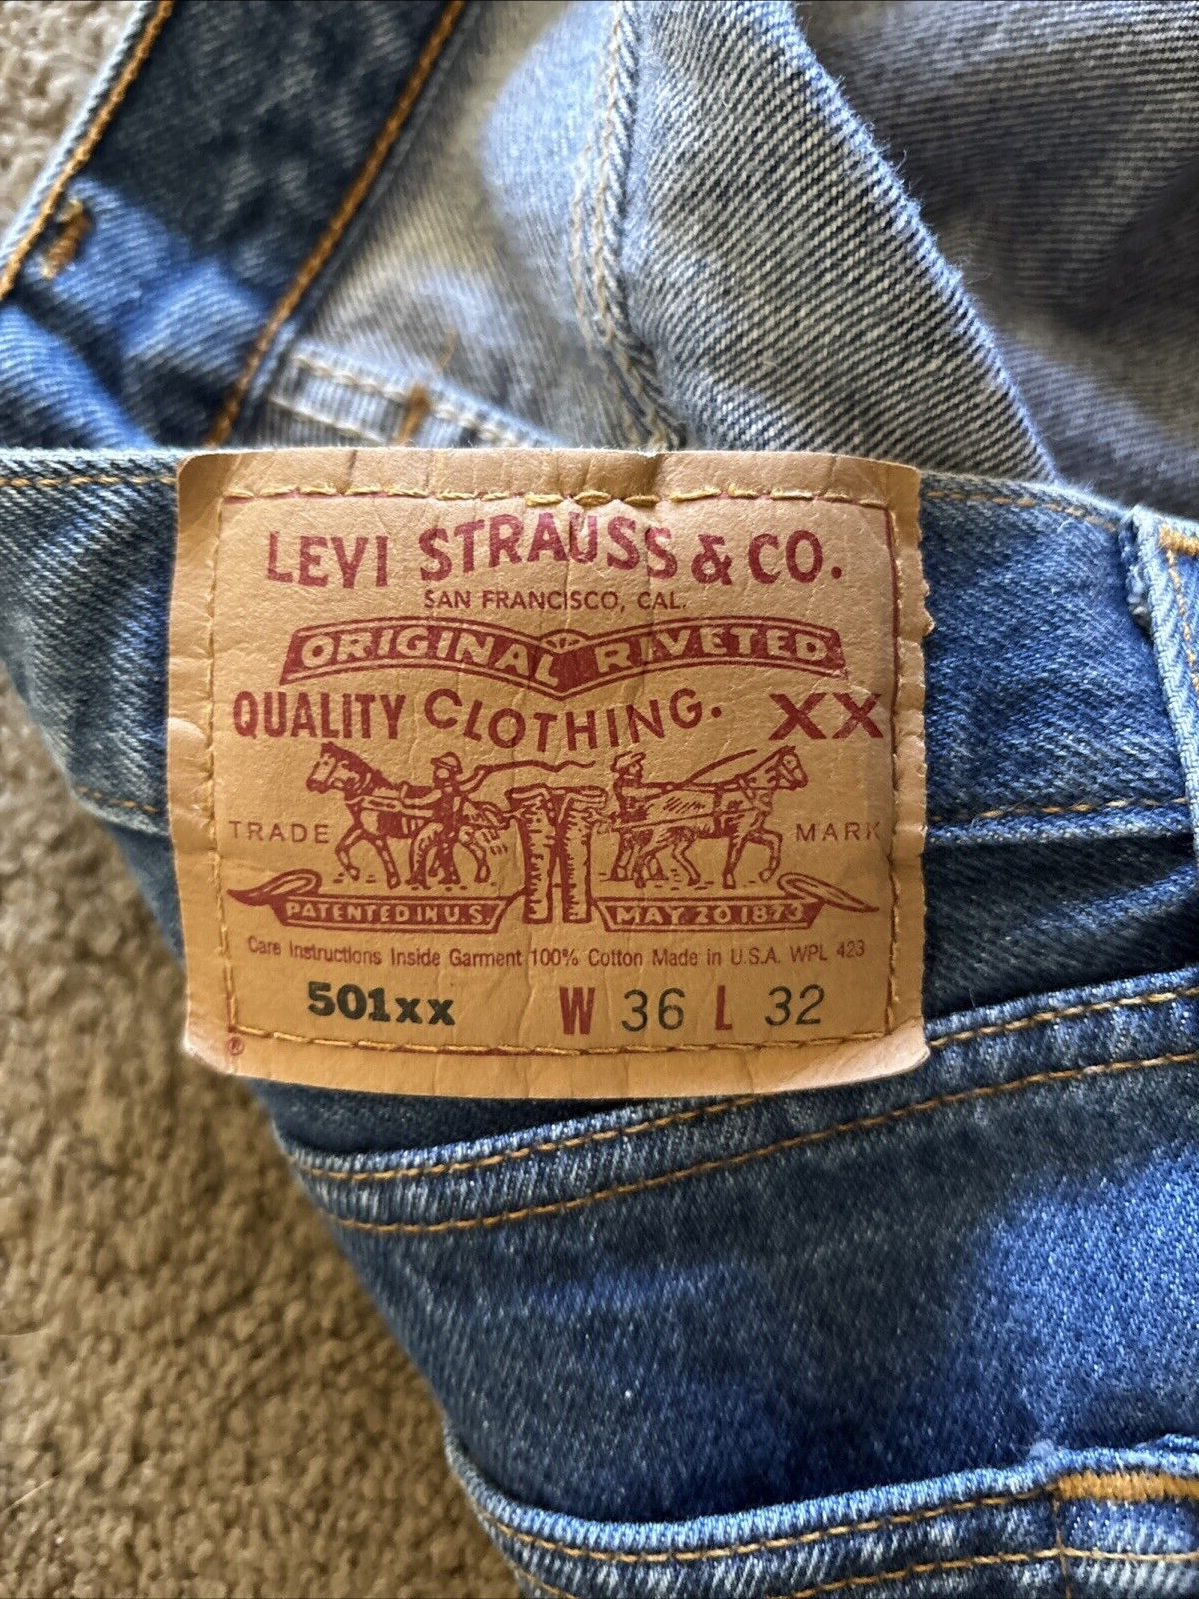 LEVI STRAUSS & CO.
SAN FRANCISCO, CAL.
ORIGINAL RIVETED
QUALITY CLOTHING. XX
TRADE MARK
PATENTED IN U.S. MAY 20 1873
Care Instructions Inside Garment 100% Cotton Made in U.S.A. WPL 423
501xx W 36 L 32
®